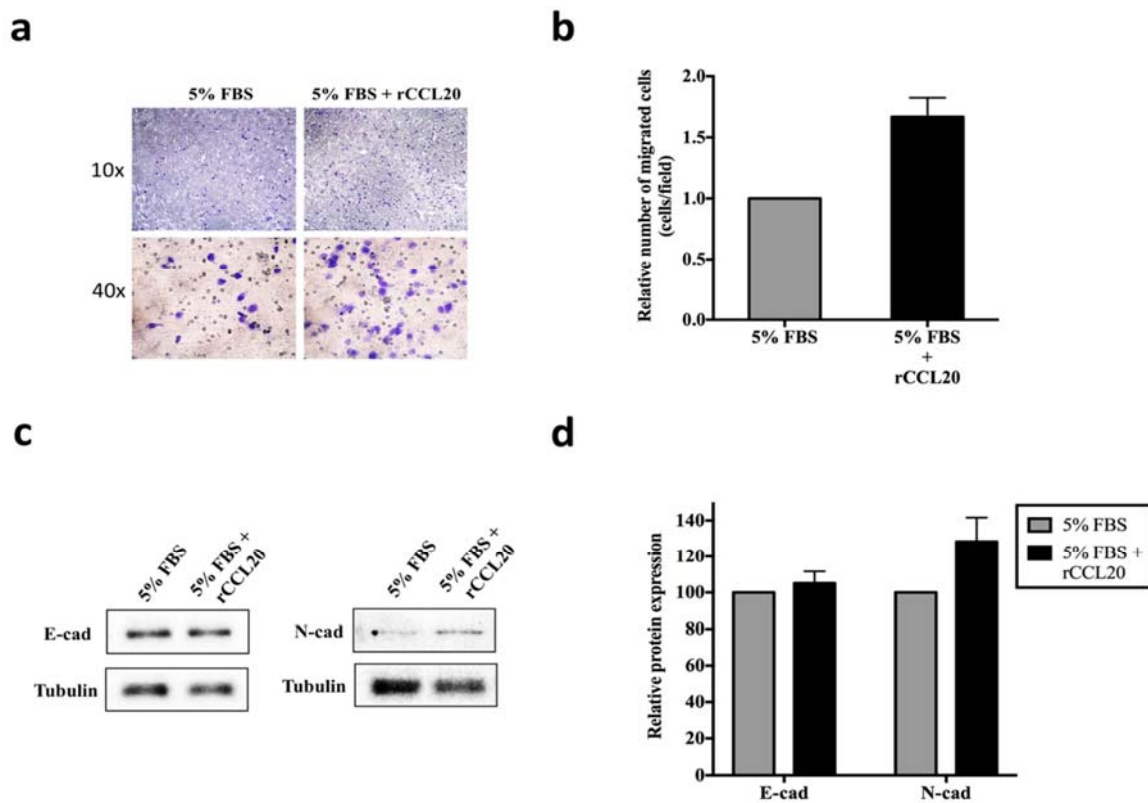 a
5% FBS
5% FBS + rCCL20
10x
40x
b
Relative number of migrated cells
(cells/field)
2.0
1.5
1.0
0.5
0.0
5% FBS
5% FBS
+
rCCL20
c
5% FBS
5% FBS +
rCCL20
E-cad
Tubulin
5% FBS
5% FBS +
rCCL20
N-cad
Tubulin
d
Relative protein expression
140
120
100
80
60
40
20
0
E-cad
N-cad
5% FBS
5% FBS +
rCCL20